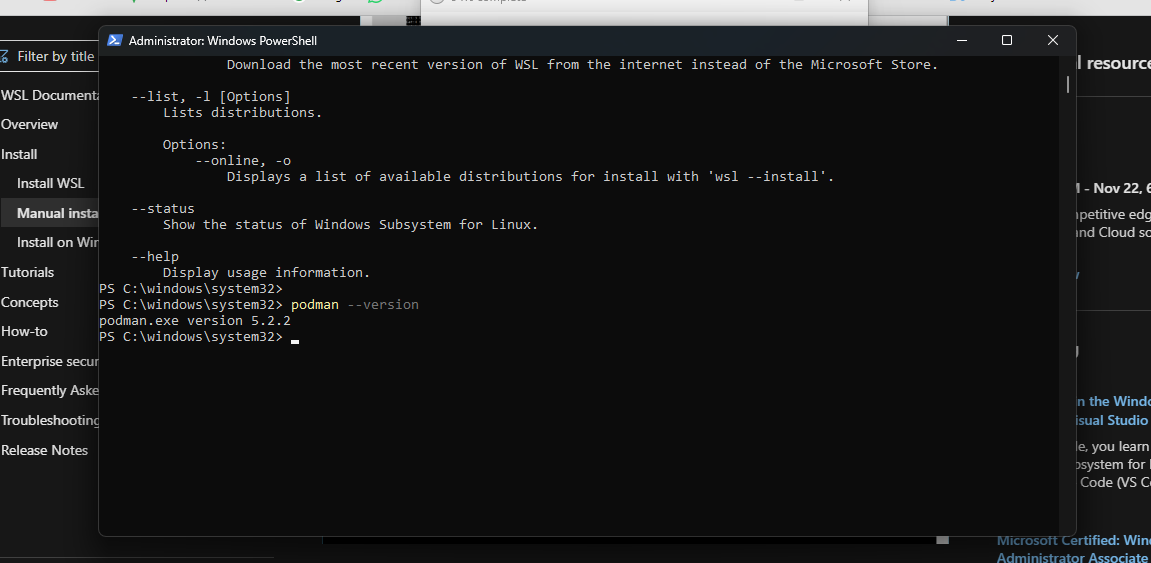 Administrator: Windows PowerShell
Download the most recent version of WSL from the internet instead of the Microsoft Store.
--list, -l [Options]
Lists distributions.
Options:
--online, -o
Displays a list of available distributions for install with 'wsl --install'.
--status
Show the status of Windows Subsystem for Linux.
--help
Display usage information.
PS C:\windows\system32>
PS C:\windows\system32> podman --version
podman.exe version 5.2.2
PS C:\windows\system32>
Filter by title
WSL Documenta
Overview
Install
Install WSL
Manual insta
Install on Win
Tutorials
Concepts
How-to
Enterprise secur
Frequently Aske
Troubleshooting
Release Notes
l resource
- Nov 22, 6
petitive edg
nd Cloud so
n the Windo
isual Studio
le, you learn
osystem for
Code (VS C
Microsoft Certified: Wind
Administrator Associate